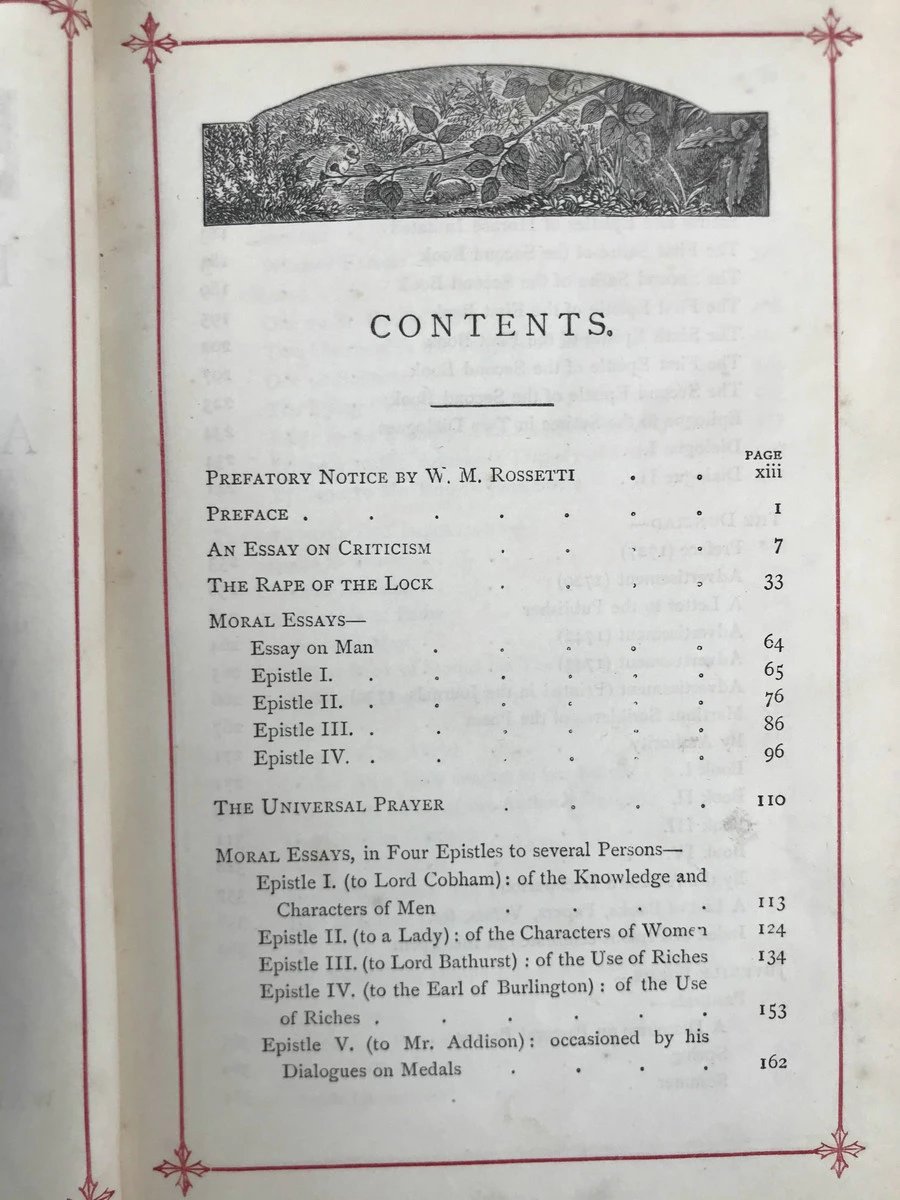 CONTENTS.
PAGE
PREFATORY NOTICE BY W. M. ROSSETTI . . xiii
PREFACE . . . . . . . 1
AN ESSAY ON CRITICISM . . . . 7
THE RAPE OF THE LOCK . . . . 33
MORAL ESSAYS—
Essay on Man . . . . . 64
Epistle I. . . . . . . 65
Epistle II. . . . . . . 76
Epistle III. . . . . . . 86
Epistle IV. . . . . . . 96
THE UNIVERSAL PRAYER . . . . 110
MORAL ESSAYS, in Four Epistles to several Persons—
Epistle I. (to Lord Cobham): of the Knowledge and
Characters of Men . . . . 113
Epistle II. (to a Lady): of the Characters of Women 124
Epistle III. (to Lord Bathurst): of the Use of Riches 134
Epistle IV. (to the Earl of Burlington): of the Use
of Riches . . . . . . 153
Epistle V. (to Mr. Addison): occasioned by his
Dialogues on Medals . . . . 162